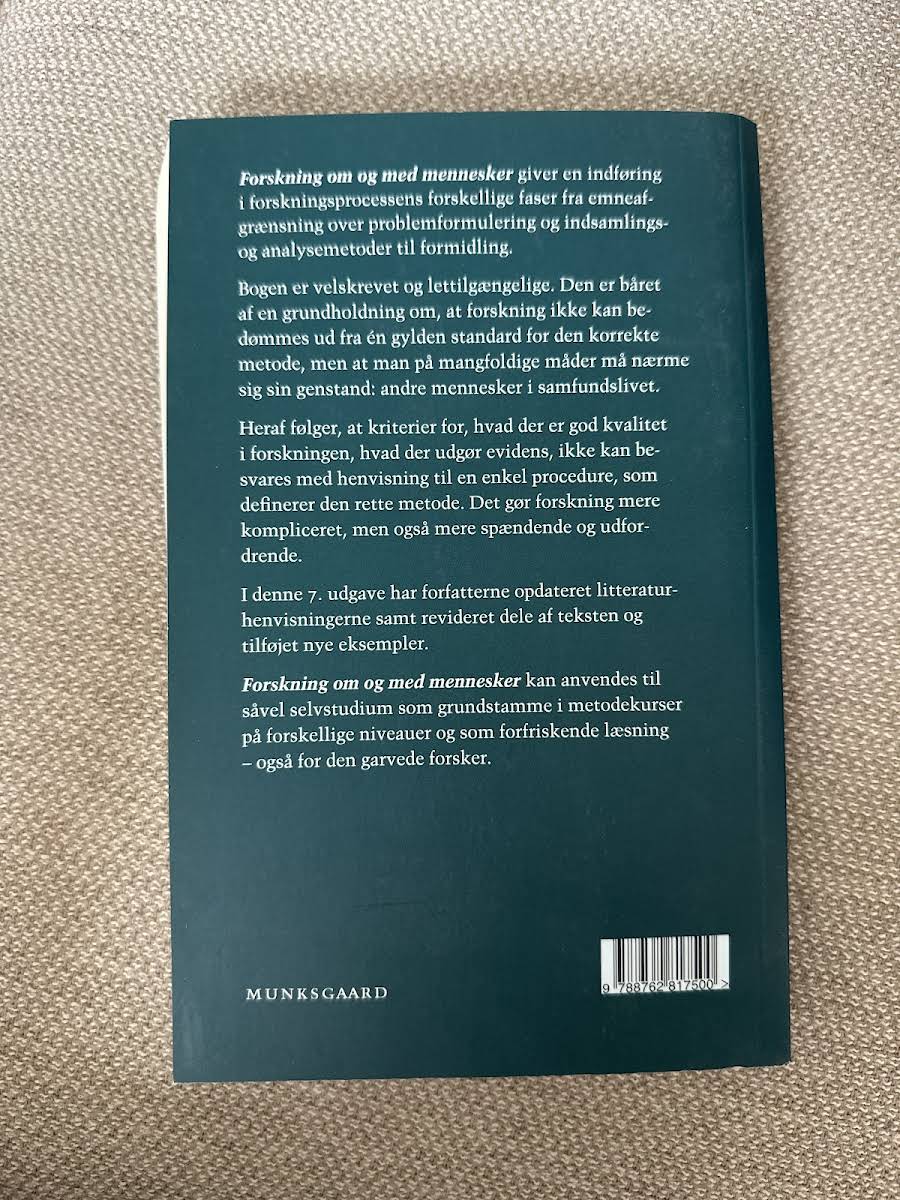 Forskning om og med mennesker giver en indføring
i forskningsprocessens forskellige faser fra emneaf-
grænsning over problemformulering og indsamlings-
og analysemetoder til formidling.
Bogen er velskrevet og lettilgængelige. Den er båret
af en grundholdning om, at forskning ikke kan be-
dømmes ud fra én gylden standard for den korrekte
metode, men at man på mangfoldige måder må nærme
sig sin genstand: andre mennesker i samfundslivet.
Heraf følger, at kriterier for, hvad der er god kvalitet
i forskningen, hvad der udgør evidens, ikke kan be-
svares med henvisning til en enkel procedure, som
definerer den rette metode. Det gør forskning mere
kompliceret, men også mere spændende og udfor-
drende.
I denne 7. udgave har forfatterne opdateret litteratur-
henvisningerne samt revideret dele af teksten og
tilføjet nye eksempler.
Forskning om og med mennesker kan anvendes til
såvel selvstudium som grundstamme i metodekurser
på forskellige niveauer og som forfriskende læsning
– også for den garvede forsker.
MUNKSGAARD
9 788762 817500 >